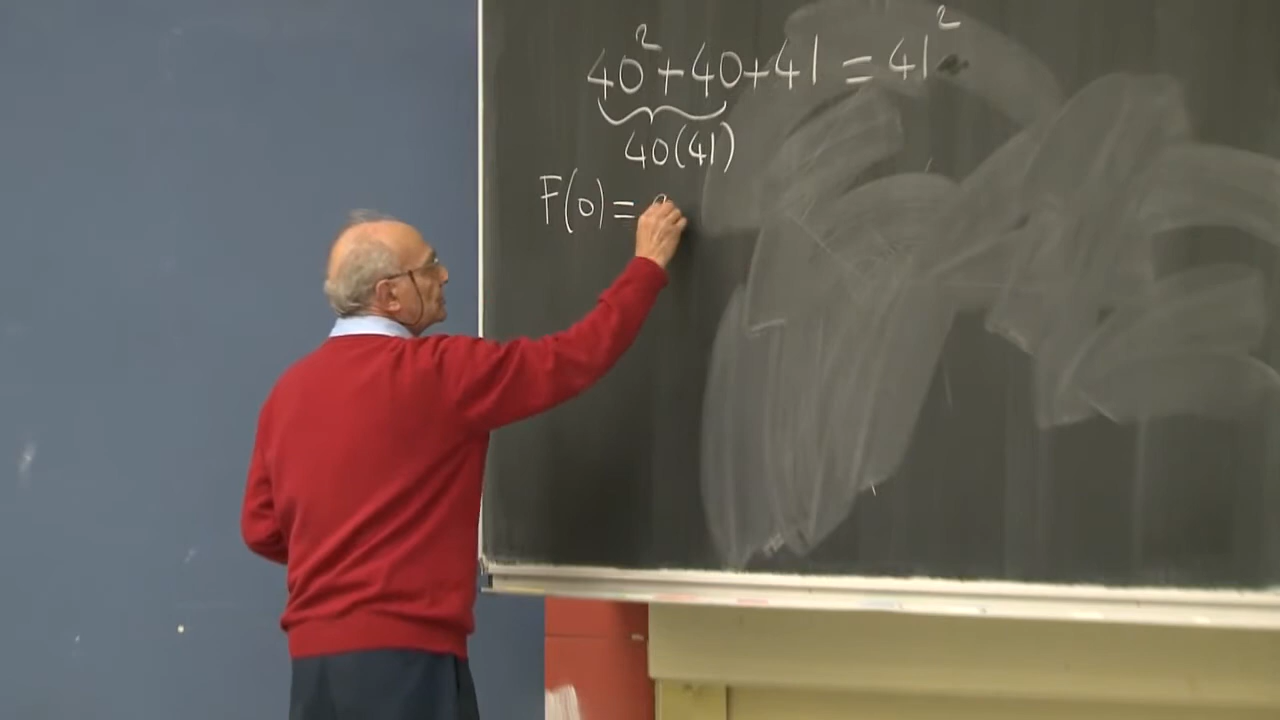 40²+40+41 = 41²
40(41)
F(0) =